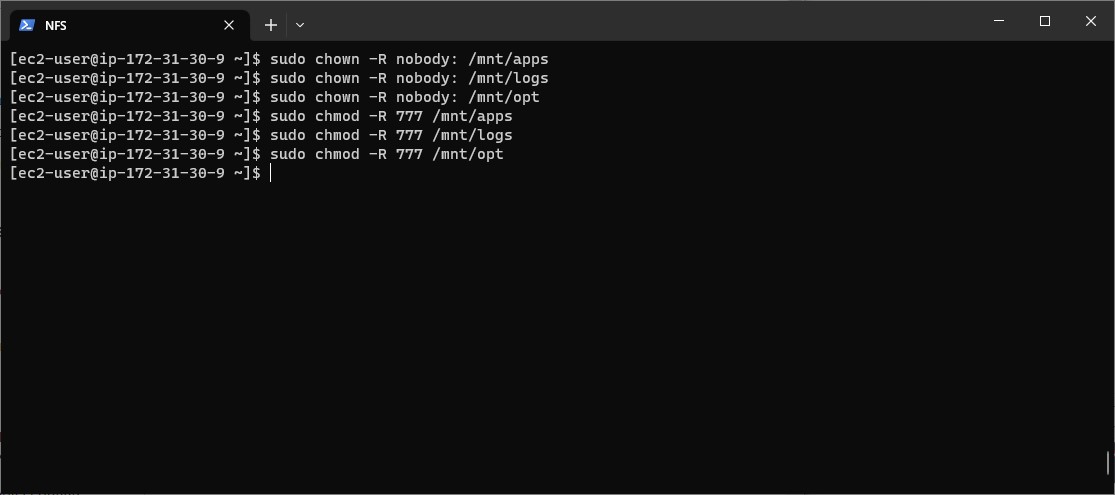 NFS
[ec2-user@ip-172-31-30-9 ~]$ sudo chown -R nobody: /mnt/apps
[ec2-user@ip-172-31-30-9 ~]$ sudo chown -R nobody: /mnt/logs
[ec2-user@ip-172-31-30-9 ~]$ sudo chown -R nobody: /mnt/opt
[ec2-user@ip-172-31-30-9 ~]$ sudo chmod -R 777 /mnt/apps
[ec2-user@ip-172-31-30-9 ~]$ sudo chmod -R 777 /mnt/logs
[ec2-user@ip-172-31-30-9 ~]$ sudo chmod -R 777 /mnt/opt
[ec2-user@ip-172-31-30-9 ~]$